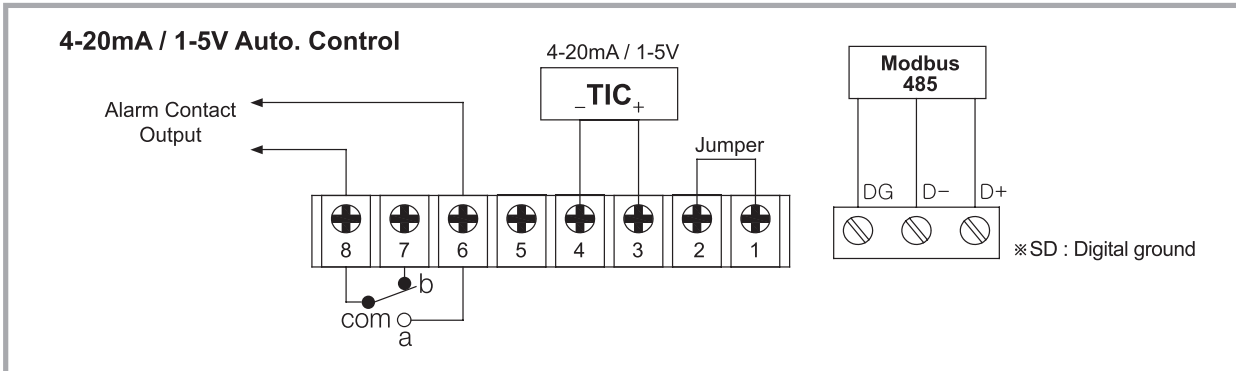 4-20mA / 1-5V Auto. Control
4-20mA / 1-5V
Modbus
485
Alarm Contact
Output
− TIC +
Jumper
DG D− D+
8 7 6 5 4 3 2 1
※SD : Digital ground
b
com
a